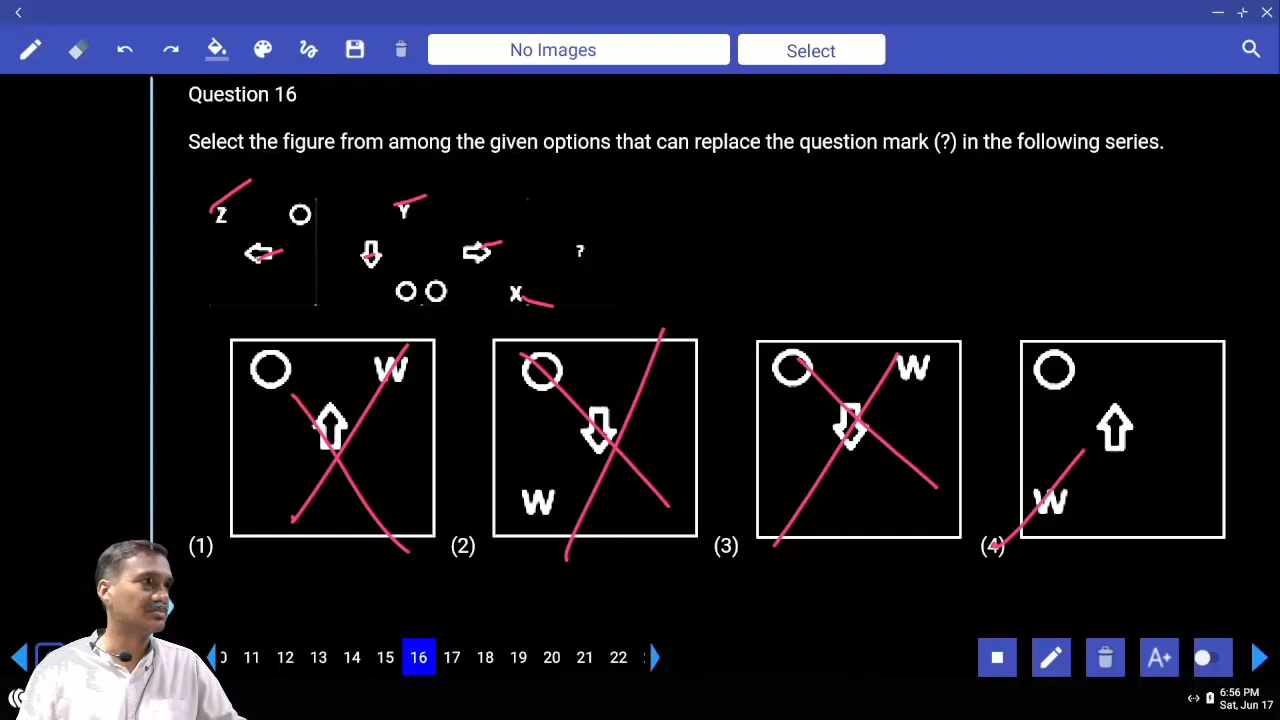 No Images
Select
Question 16
Select the figure from among the given options that can replace the question mark (?) in the following series.
Z
Y
X
?
W
W
W
W
(1)
(2)
(3)
(4)
11 12 13 14 15 16 17 18 19 20 21 22
A+
6:56 PM
Sat, Jun 17